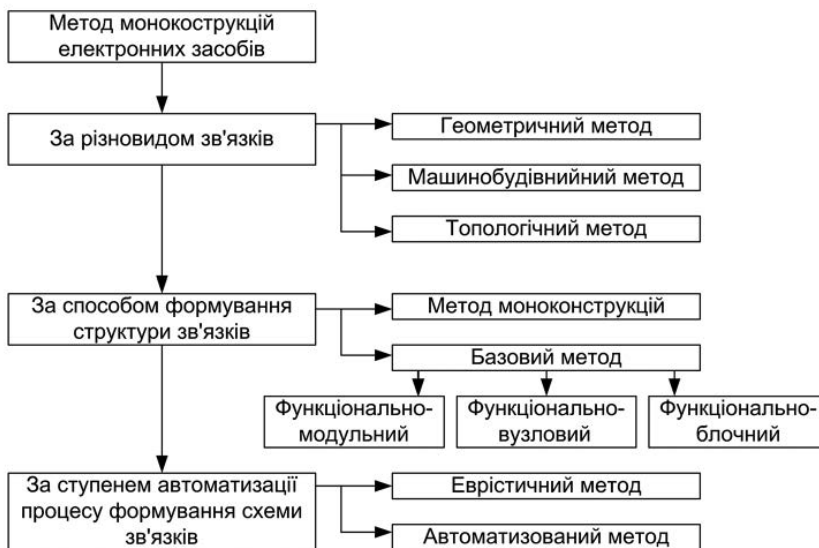 Метод монокострукцій
електронних засобів
За різновидом зв'язків
Геометричний метод
Машинобудівнийний метод
Топологічний метод
За способом формування
структури зв'язків
Метод моноконструкцій
Базовий метод
Функціонально-
модульний
Функціонально-
вузловий
Функціонально-
блочний
За ступенем автоматизації
процесу формування схеми
зв'язків
Еврістичний метод
Автоматизований метод